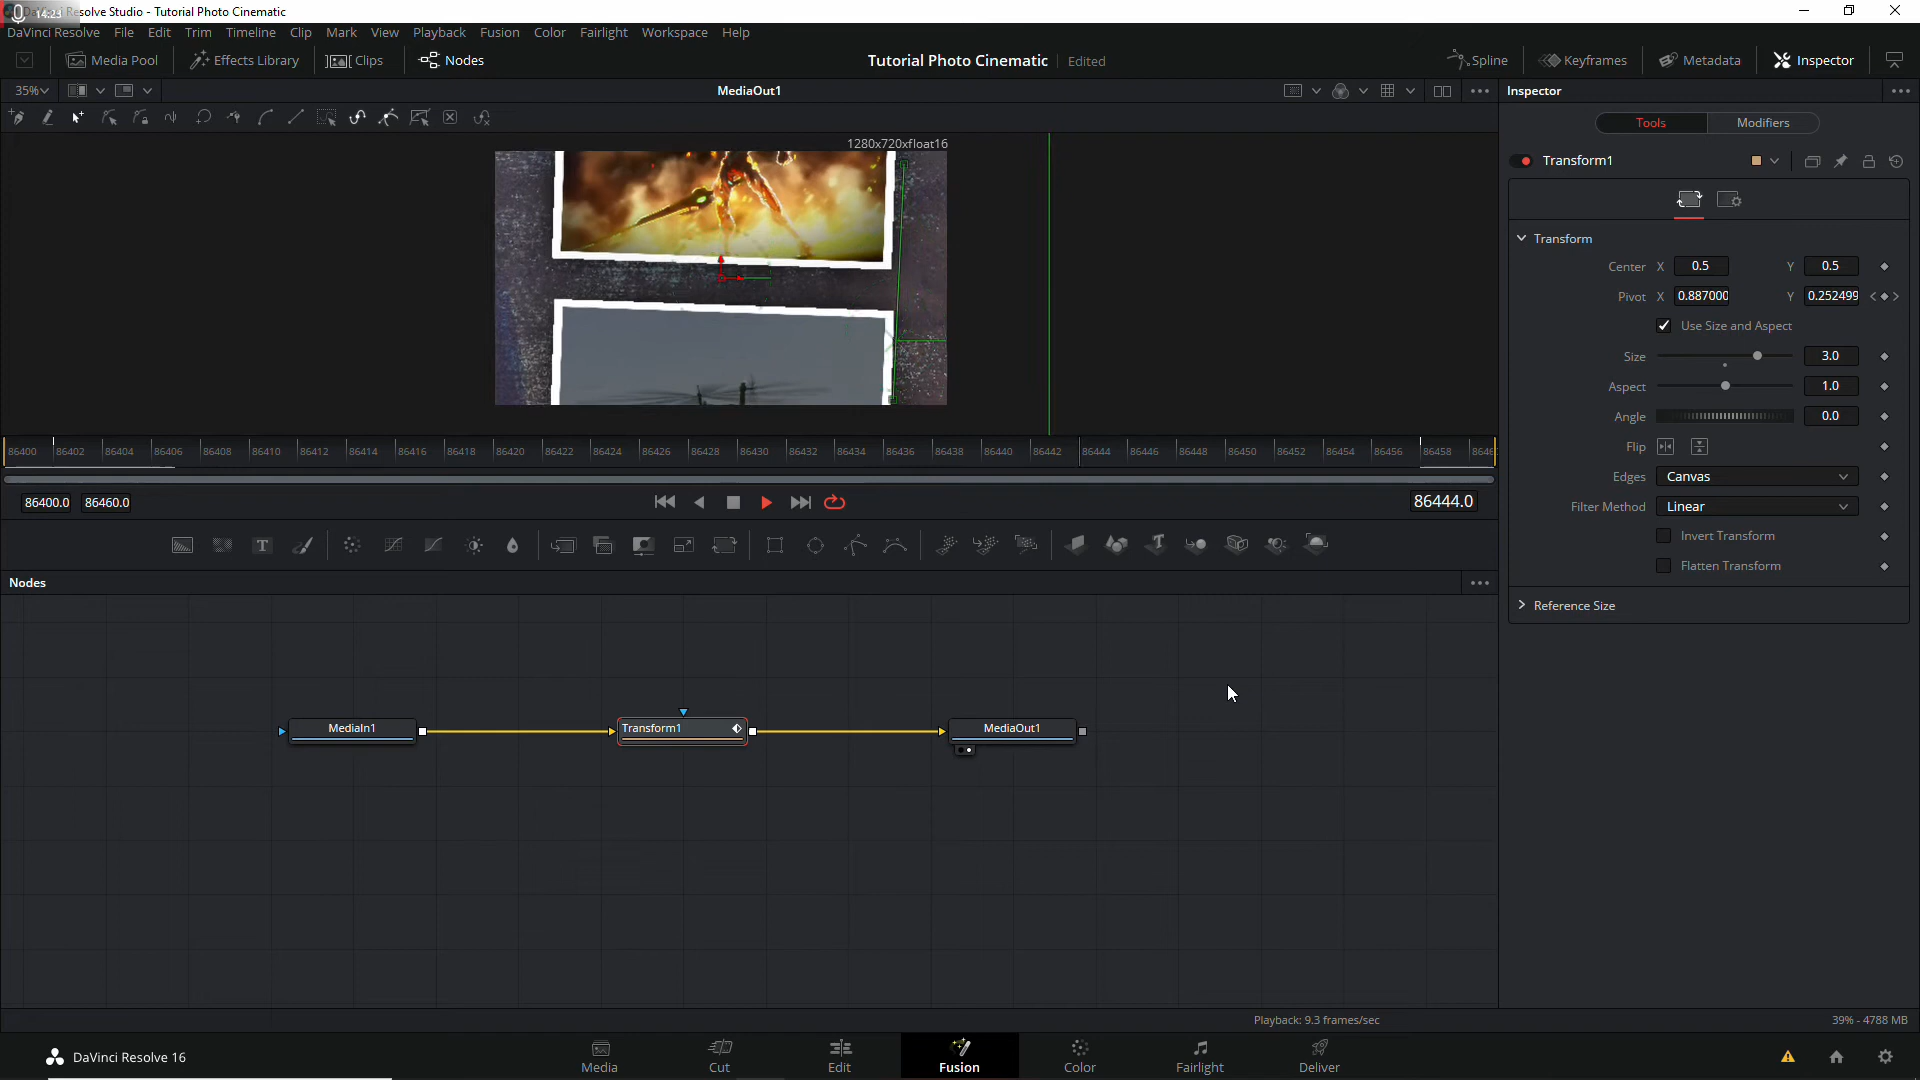 14:23
Resolve Studio - Tutorial Photo Cinematic
DaVinci Resolve File Edit Trim Timeline Clip Mark View Playback Fusion Color Fairlight Workspace Help
Media Pool Effects Library Clips Nodes Tutorial Photo Cinematic Edited Spline Keyframes Metadata Inspector
35% MediaOut1 Inspector
Tools Modifiers
1280x720xfloat16
Transform1
Transform
Center X 0.5 Y 0.5
Pivot X 0.887000 Y 0.252499
Use Size and Aspect
Size 3.0
Aspect 1.0
Angle 0.0
Flip
Edges Canvas
Filter Method Linear
Invert Transform
Flatten Transform
Reference Size
86400 86402 86404 86406 86408 86410 86412 86414 86416 86418 86420 86422 86424 86426 86428 86430 86432 86434 86436 86438 86440 86442 86444 86446 86448 86450 86452 86454 86456 86458
86400.0 86460.0 86444.0
Nodes
MediaIn1 Transform1 MediaOut1
Playback: 9.3 frames/sec 39% - 4788 MB
DaVinci Resolve 16
Media Cut Edit Fusion Color Fairlight Deliver